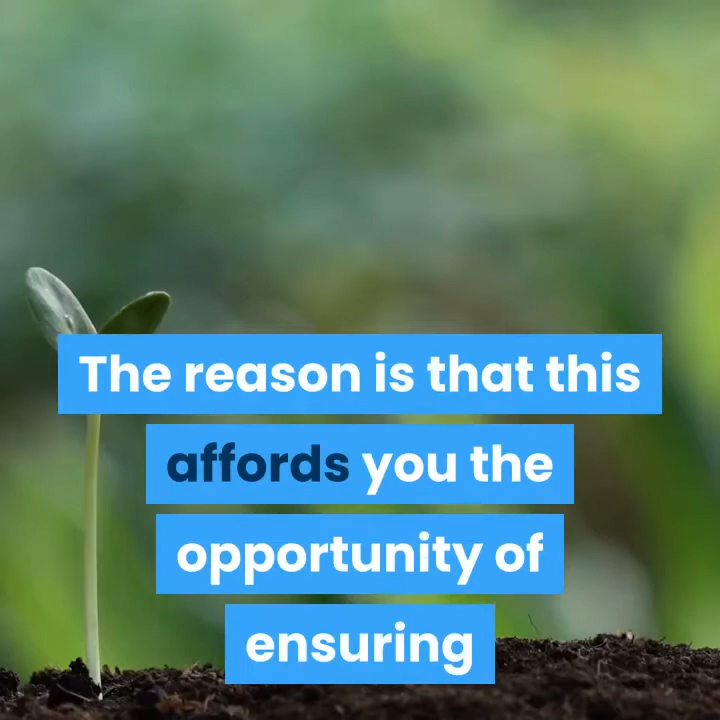 The reason is that this
affords you the
opportunity of
ensuring